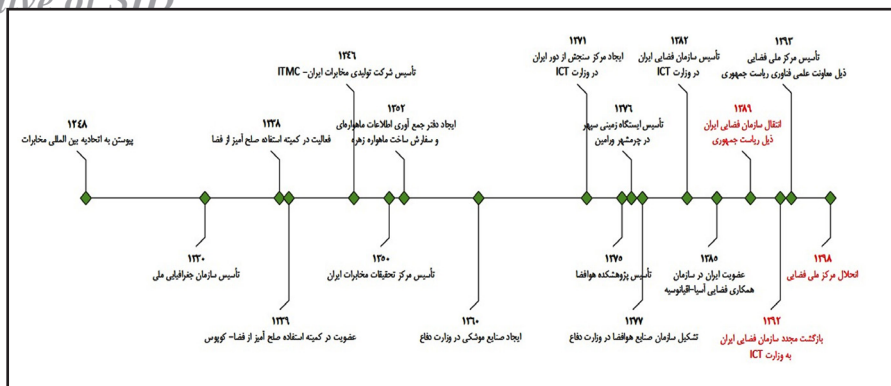 ive of SID
۱۳۹۳
تأسیس مرکز ملی فضایی
ذیل معاونت علمی فناوری ریاست جمهوری
۱۳۸۲
تأسیس سازمان فضایی ایران
در وزارت ICT
۱۳۷۱
ایجاد مرکز سنجش از دور ایران
در وزارت ICT
۱۳۴۶
تأسیس شرکت تولیدی مخابرات ایران- ITMC
۱۳۸۶
انتقال سازمان فضایی ایران
ذیل ریاست جمهوری
۱۳۷۶
تأسیس ایستگاه زمینی سپهر
در چرمشهر ورامین
۱۳۵۲
ایجاد دفتر جمع آوری اطلاعات ماهواره‌ای
و سفارش ساخت ماهواره زهره
۱۳۳۸
فعالیت در کمیته استفاده صلح آمیز از فضا
۱۲۴۸
پیوستن به اتحادیه بین المللی مخابرات
۱۳۹۸
انحلال مرکز ملی فضایی
۱۳۸۵
عضویت ایران در سازمان
همکاری فضایی آسیا-اقیانوسیه
۱۳۷۵
تأسیس پژوهشکده هوافضا
۱۳۵۰
تأسیس مرکز تحقیقات مخابرات ایران
۱۳۳۰
تأسیس سازمان جغرافیایی ملی
۱۳۹۲
بازگشت مجدد سازمان فضایی ایران
به وزارت ICT
۱۳۷۷
تشکیل سازمان صنایع هوافضا در وزارت دفاع
۱۳۶۰
ایجاد صنایع موشکی در وزارت دفاع
۱۳۳۹
عضویت در کمیته استفاده صلح آمیز از فضا- کوپوس